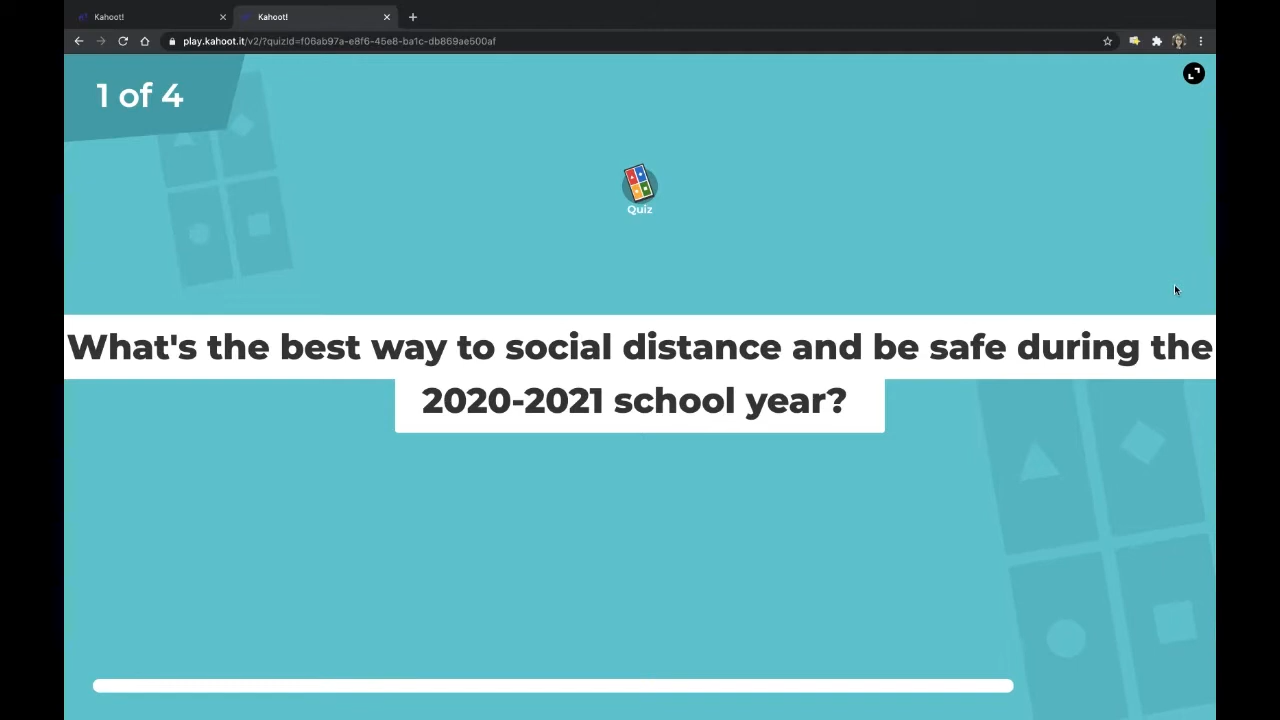 Kahoot!
Kahoot!
play.kahoot.it/v2/?quizId=f06ab97a-e8f6-45e8-ba1c-db869ae500af
1 of 4
Quiz
What's the best way to social distance and be safe during the
2020-2021 school year?